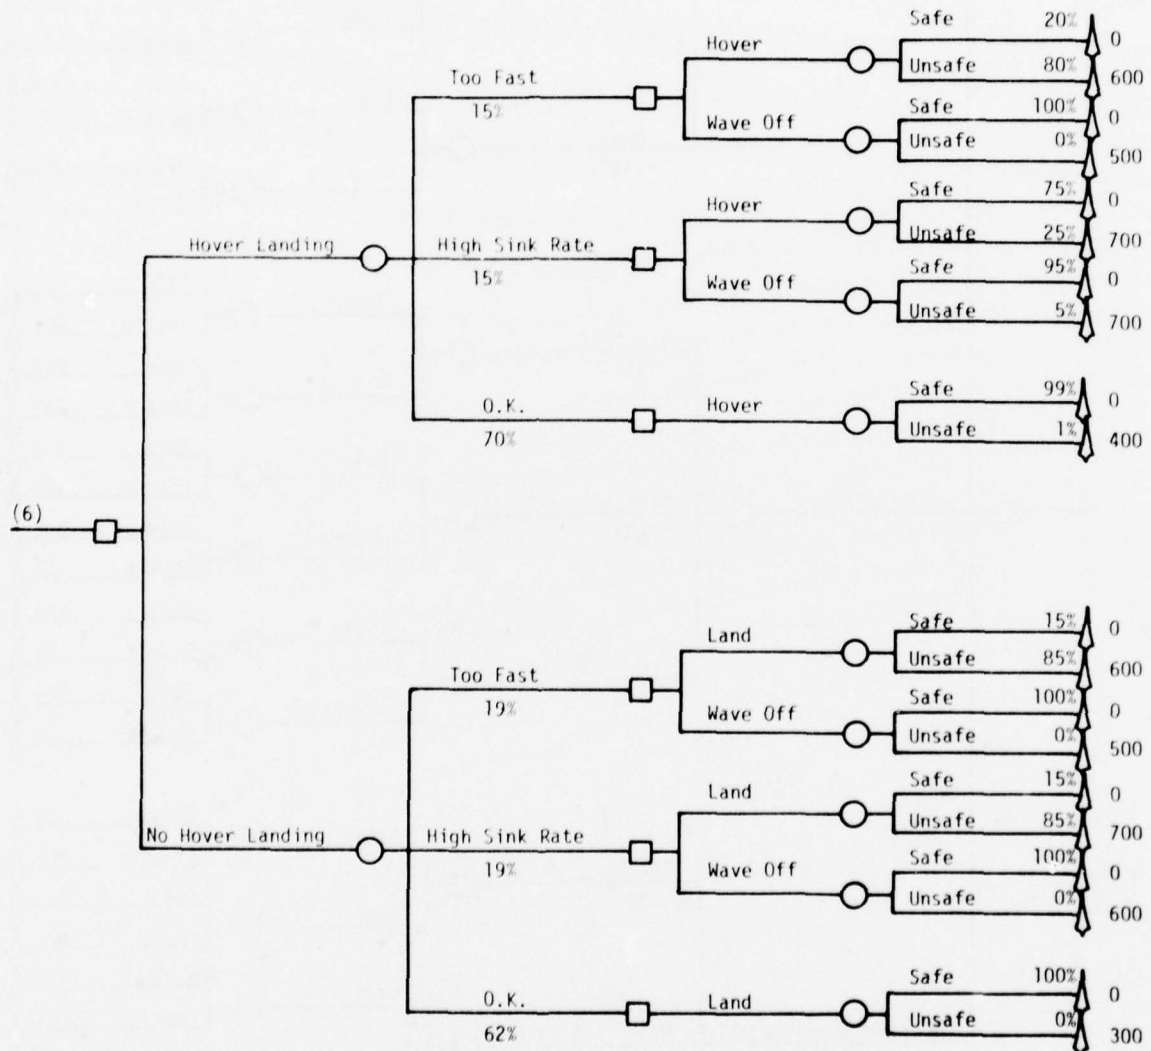 Safe 20% 0
Hover
Unsafe 80% 600
Too Fast
15%
Safe 100% 0
Wave Off
Unsafe 0% 500
Safe 75% 0
Hover
Unsafe 25% 700
Hover Landing High Sink Rate
15%
Safe 95% 0
Wave Off
Unsafe 5% 700
Safe 99% 0
O.K. Hover
70%
Unsafe 1% 400
(6)
Safe 15% 0
Land
Unsafe 85% 600
Too Fast
19%
Safe 100% 0
Wave Off
Unsafe 0% 500
Safe 15% 0
Land
Unsafe 85% 700
No Hover Landing High Sink Rate
19%
Safe 100% 0
Wave Off
Unsafe 0% 600
Safe 100% 0
O.K. Land
62%
Unsafe 0% 300